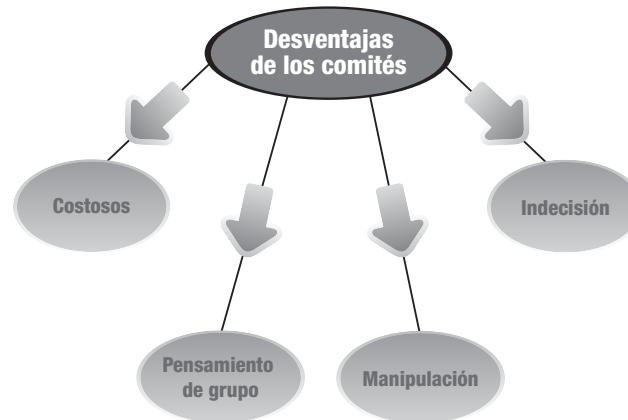 Desventajas
de los comités
Costosos
Indecisión
Pensamiento
de grupo
Manipulación